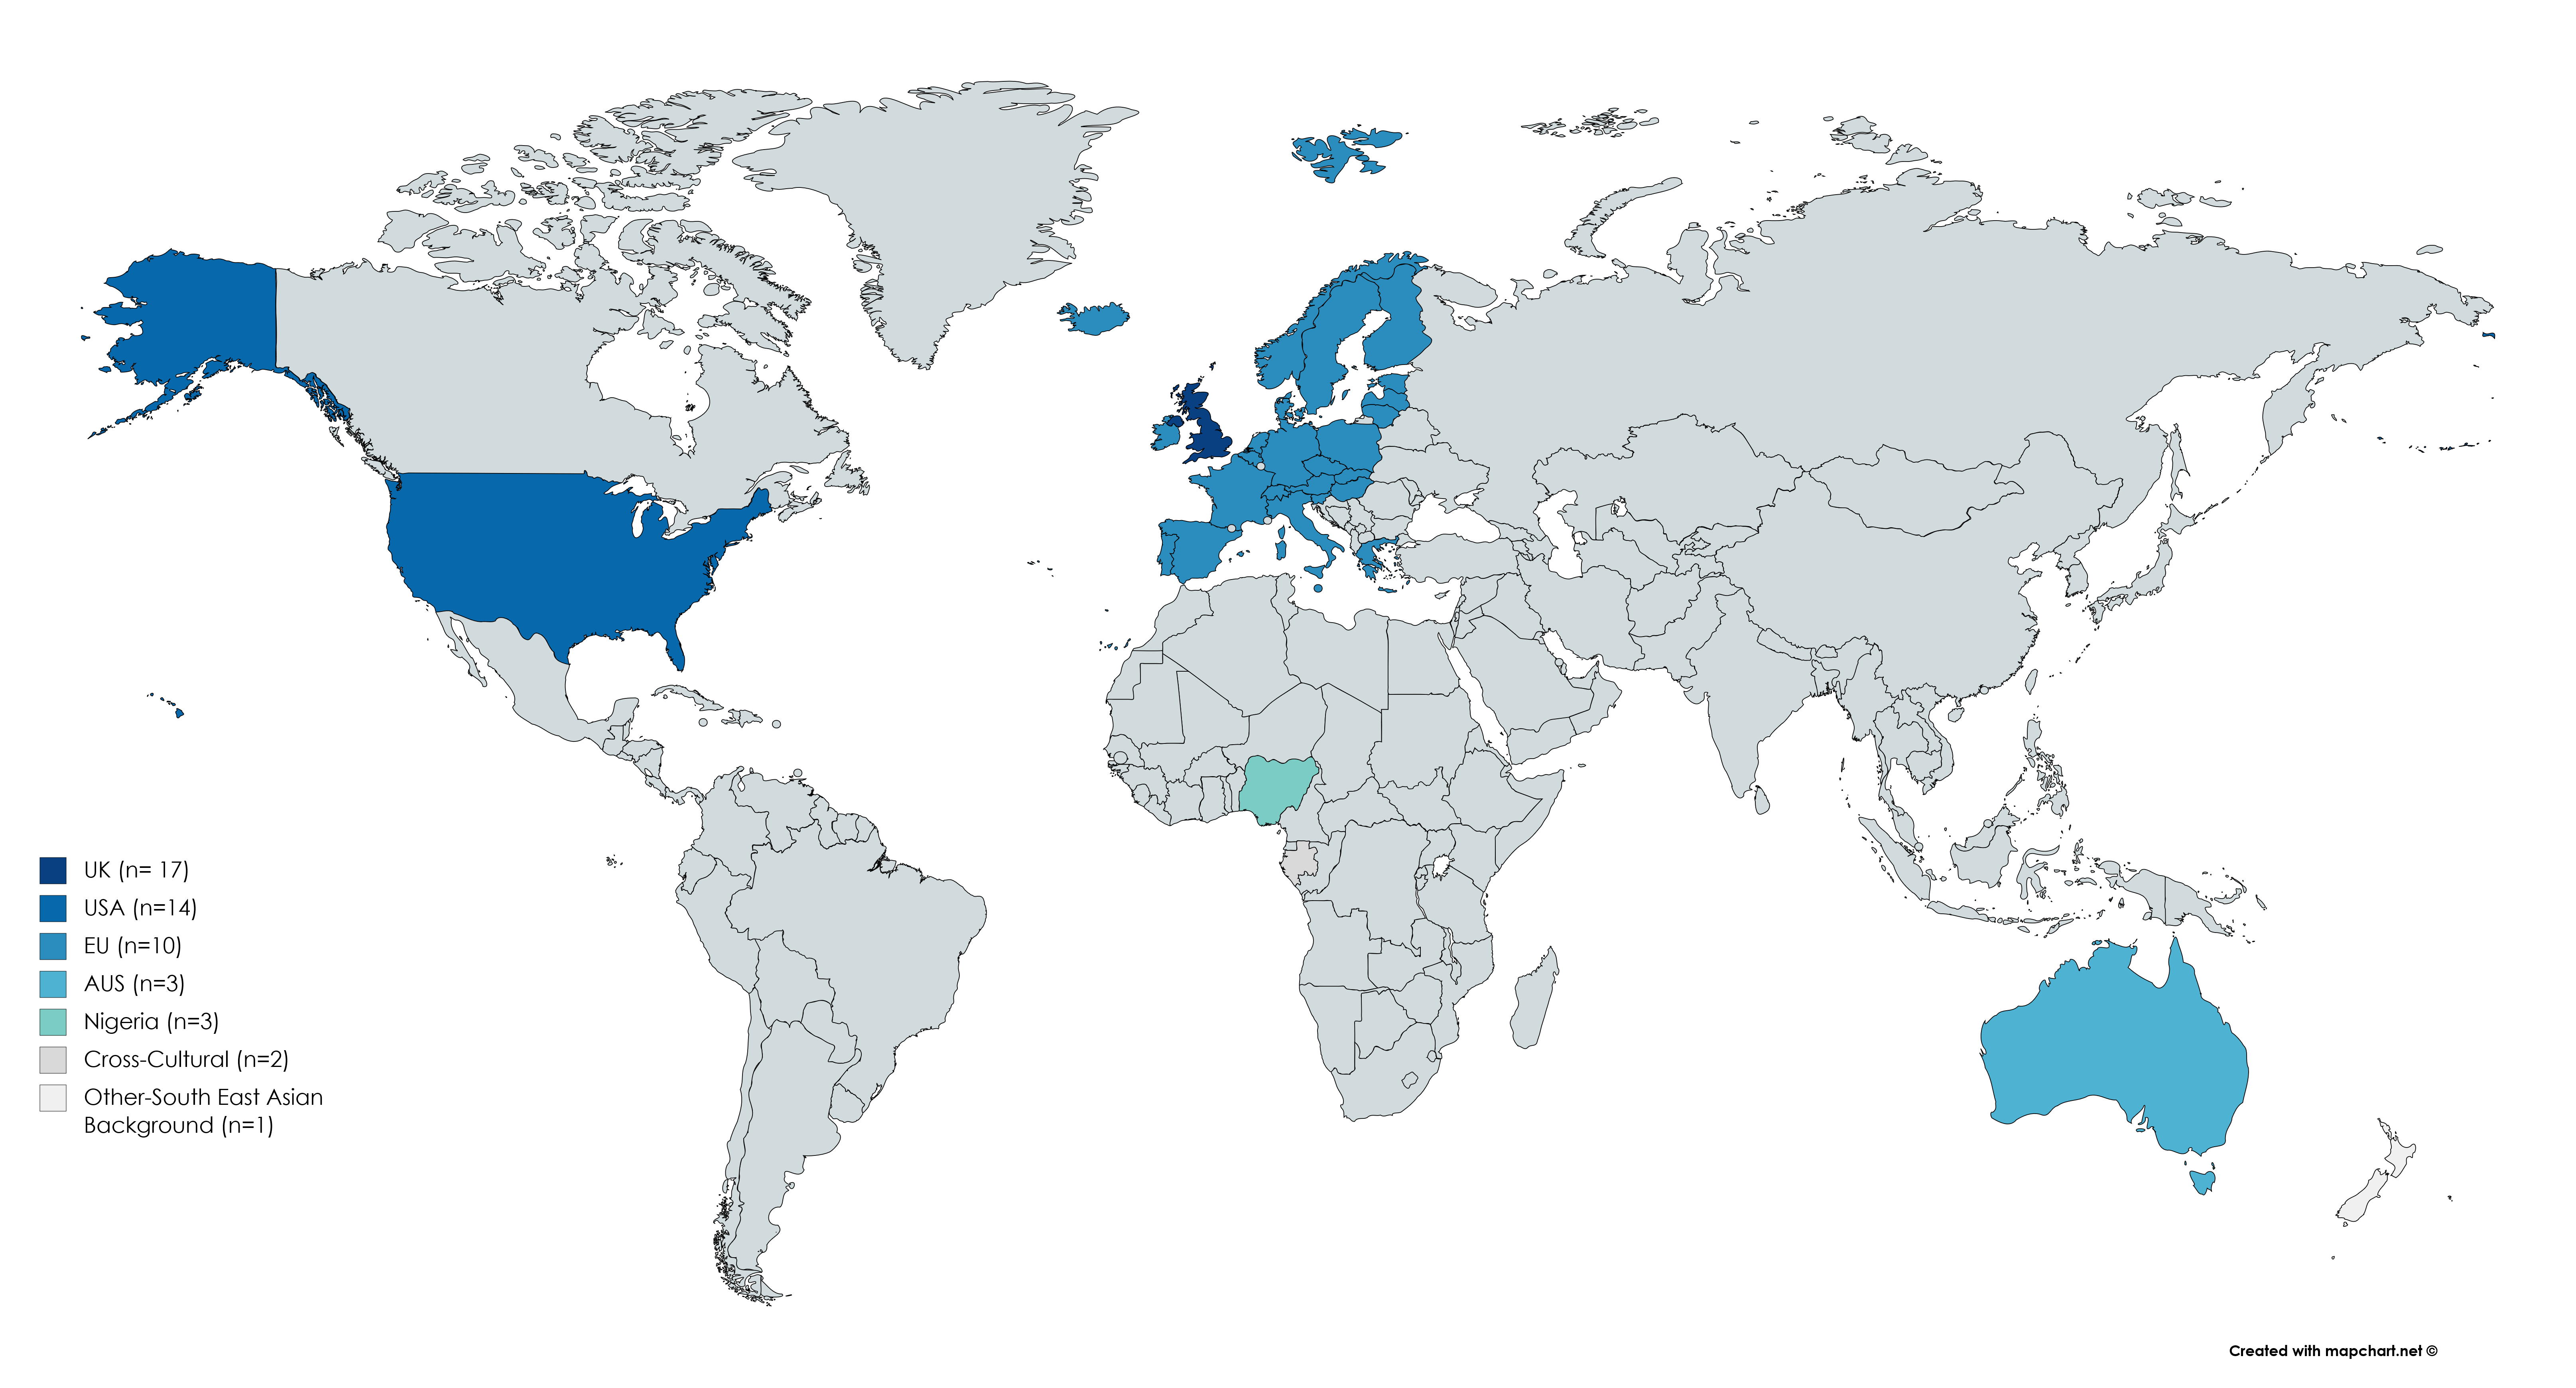 UK (n= 17)
USA (n=14)
EU (n=10)
AUS (n=3)
Nigeria (n=3)
Cross-Cultural (n=2)
Other-South East Asian
Background (n=1)
Created with mapchart.net ©